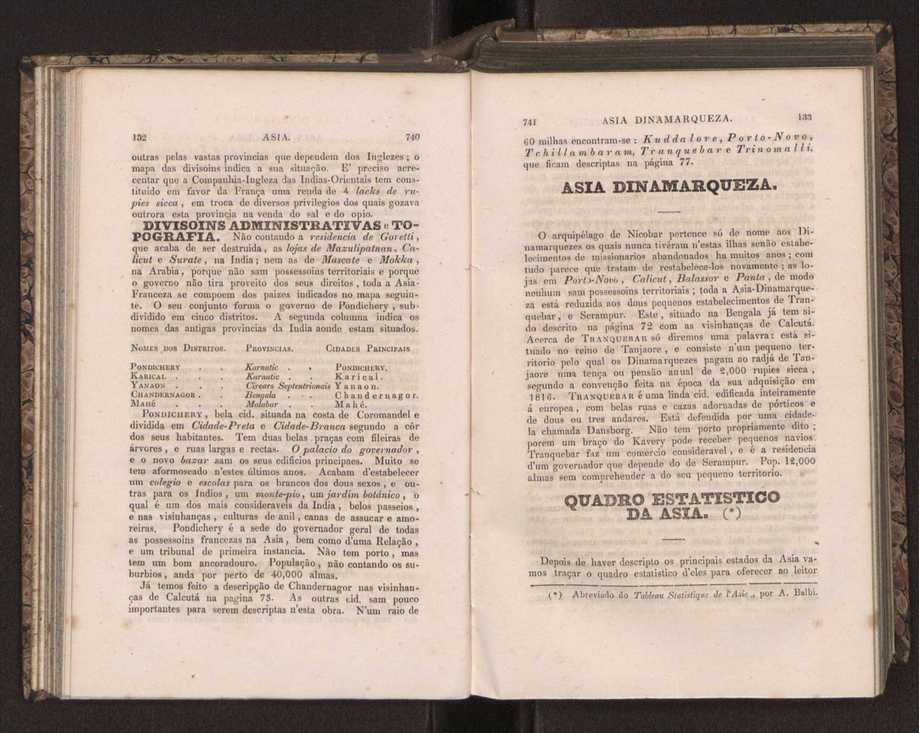 132 ASIA. 740
outras pelas vastas provincias que dependem dos Inglezes; o
mapa das divisoins indica a sua situação. E' preciso acre-
centar que a Companhia-Ingleza das Indias-Orientais tem cons-
tituido em favor da França uma renda de 4 lacks de ru-
pies sicca, em troca de diversos privilegios dos quais gozava
outrora esta provincia na venda do sal e do opio.
DIVISOINS ADMINISTRATIVAS e TO-
POGRAFIA. Não contando a residencia de Goretti,
que acaba de ser destruida, as lojas de Mazulipatnan, Ca-
licut e Surate, na India; nem as de Mascate e Mokka,
na Arabia, porque não sam possessoins territoriais e porque
o governo não tira proveito dos seus direitos, toda a Asia-
Franceza se compoem dos paizes indicados no mapa seguin-
te. O seu conjunto forma o governo de Pondichery, sub-
dividido em cinco distritos. A segunda columna indica os
nomes das antigas provincias da India aonde estam situados.
NOMES DOS DISTRITOS. PROVINCIAS. CIDADES PRINCIPAIS
PONDICHERY . . Karnatic . . PONDICHERY.
KARICAL . . . Karnatic . . Karical.
YANAON . . . Circars Septentrionais Yanaon.
CHANDERNAGOR . . Bengala . . Chandernagor.
MAHÉ . . . Malabar . . Mahé.
PONDICHERY, bela cid. situada na costa de Coromandel e
dividida em Cidade-Preta e Cidade-Branca segundo a côr
dos seus habitantes. Tem duas belas praças com fileiras de
árvores, e ruas largas e rectas. O palacio do governador,
e o novo bazar sam os seus edificios principaes. Muito se
tem aformoseado n'estes últimos anos. Acabam d'estabelecer
um colegio e escolas para os brancos dos dous sexos, e ou-
tras para os Indios, um monte-pio, um jardim botánico, o
qual é um dos mais consideraveis da India, belos passeios,
e nas visinhanças, culturas de anil, canas de assucar e amo-
reiras. Pondichery é a sede do governador geral de todas
as possessoins francezas na Asia, bem como d'uma Relação,
e um tribunal de primeira instancia. Não tem porto, mas
tem um bom ancoradouro. População, não contando os su-
burbios, anda por perto de 40,000 almas.
Já temos feito a descripção de Chandernagor nas visinhan-
ças de Calcutá na pagina 73. As outras cid. sam pouco
importantes para serem descriptas n'esta obra. N'um raio de
741 ASIA DINAMARQUEZA. 133
60 milhas encontram-se: Kuddalore, Porto-Novo,
Tchillambaram, Trunquebar e Trinomalli,
que ficam descriptas na página 77.
ASIA DINAMARQUEZA.
O arquipélago de Nicobar pertence só de nome aos Di-
namarquezes os quais nunca tivéram n'estas ilhas senão estabe-
lecimentos de missionarios abandonados ha muitos anos; com
tudo parece que tratam de restabelece-los novamente; as lo-
jas em Porto-Novo, Calicut, Balassor e Panta, de modo
nenhum sam possessoins territoriais; toda a Asia-Dinamarque-
za está reduzida aos dous pequenos estabelecimentos de Tran-
quebar, e Serampur. Este, situado na Bengala já tem si-
do descrito na página 72 com as visinhanças de Calcutá.
Acerca de TRANQUEBAR só diremos uma palavra: está si-
tuado no reino de Tanjaore, e consiste n'um pequeno ter-
ritorio pelo qual os Dinamarquezes pagam ao radjá de Tan-
jaore uma tença ou pensão anual de 2,000 rupies sicca,
segundo a convenção feita na época da sua adquisição em
1816. TRANQUEBAR é uma linda cid. edificada inteiramente
á europea, com belas ruas e cazas adornadas de pórticos e
de dous ou tres andares. Está defendida por uma cidade-
la chamada Dansborg. Não tem porto propriamente dito;
porem um braço do Kavery pode receber pequenos navios.
Tranquebar faz um comercio consideravel, e é a residencia
d'um governador que depende do de Serampur. Pop. 12,000
almas sem comprehender a do seu pequeno territorio.
QUADRO ESTATISTICO
DA ASIA. (*)
Depois de haver descripto os principais estados da Asia va-
mos traçar o quadro estatistico d'eles para oferecer ao leitor
(*) Abreviado do Tableau Statistique de l'Asie, por A. Balbi.